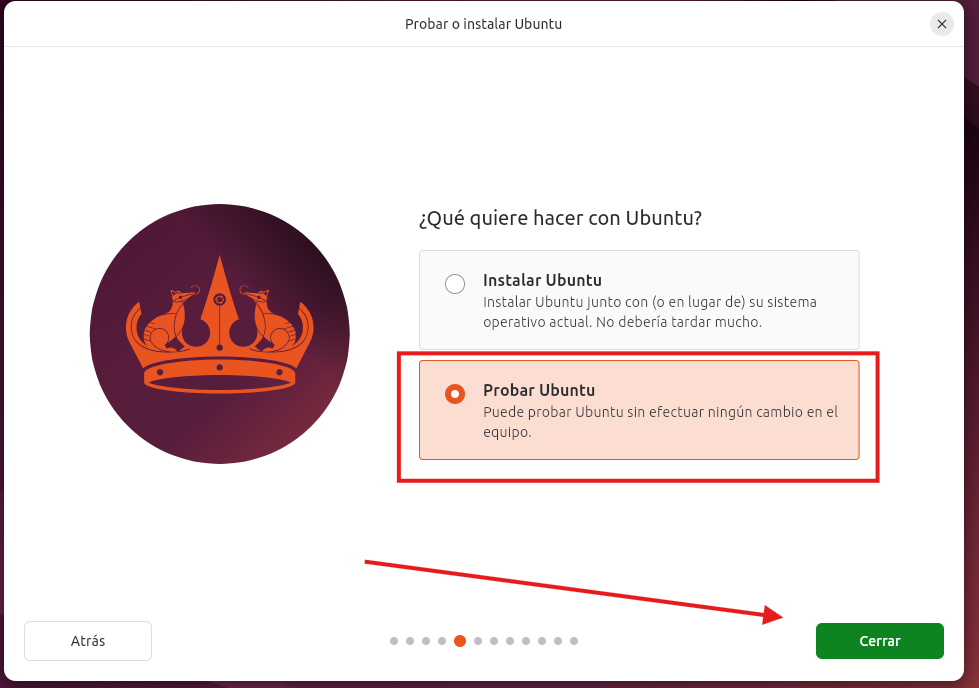 Probar o instalar Ubuntu
¿Qué quiere hacer con Ubuntu?
Instalar Ubuntu
Instalar Ubuntu junto con (o en lugar de) su sistema
operativo actual. No debería tardar mucho.
Probar Ubuntu
Puede probar Ubuntu sin efectuar ningún cambio en el
equipo.
Atrás
Cerrar